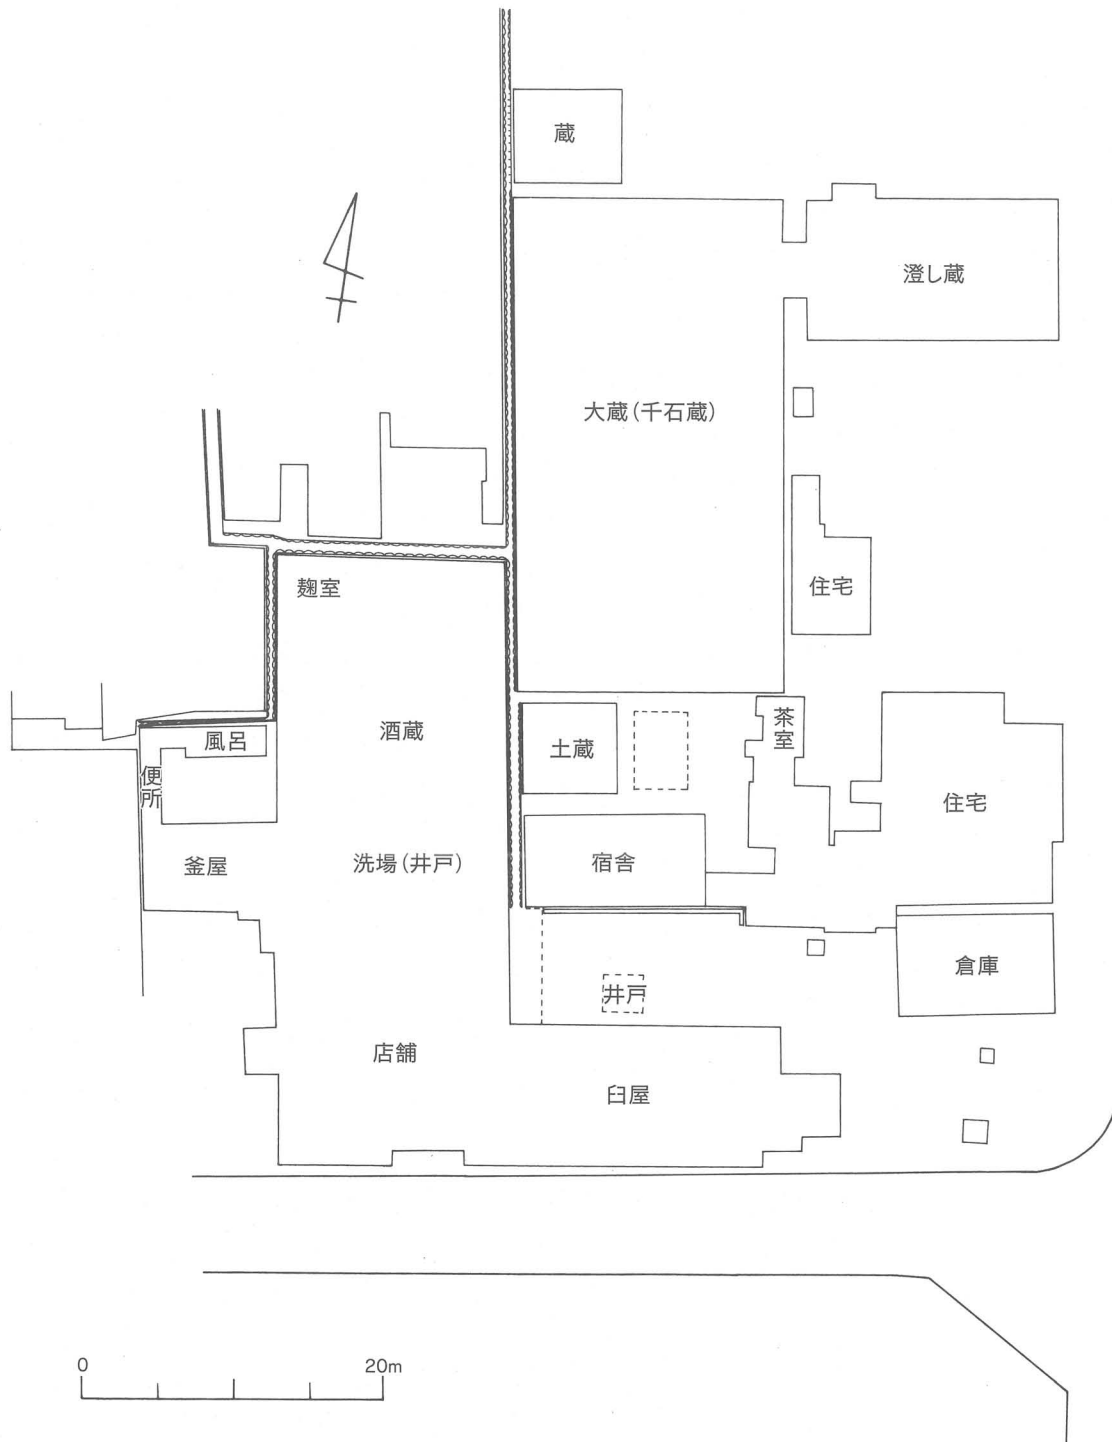 蔵
澄し蔵
大蔵(千石蔵)
住宅
麹室
酒蔵
風呂
便所
土蔵
茶室
住宅
釜屋
洗場(井戸)
宿舎
井戸
倉庫
店舗
臼屋
0
20m